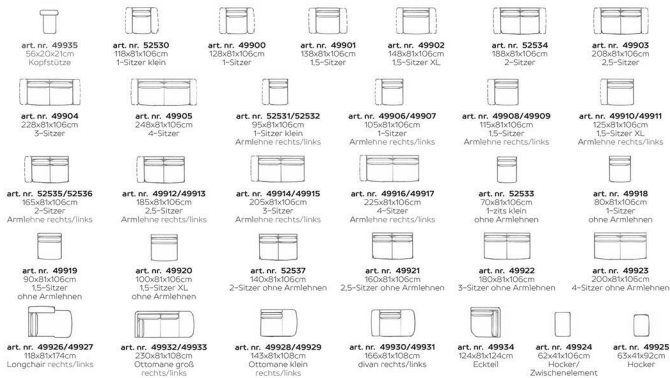 art. nr. 49935
56x20x21cm
Kopfstütze
art. nr. 52530
118x81x106cm
1-Sitzer klein
art. nr. 49900
128x81x106cm
1-Sitzer
art. nr. 49901
138x81x106cm
1,5-Sitzer
art. nr. 49902
148x81x106cm
1,5-Sitzer XL
art. nr. 52534
188x81x106cm
2-Sitzer
art. nr. 49903
208x81x106cm
2,5-Sitzer
art. nr. 49904
228x81x106cm
3-Sitzer
art. nr. 49905
248x81x106cm
4-Sitzer
art. nr. 52531/52532
95x81x106cm
1-Sitzer klein
Armlehne rechts/links
art. nr. 49906/49907
105x81x106cm
1-Sitzer
Armlehne rechts/links
art. nr. 49908/49909
115x81x106cm
1,5-Sitzer
Armlehne rechts/links
art. nr. 49910/49911
125x81x106cm
1,5-Sitzer XL
Armlehne rechts/links
art. nr. 52535/52536
165x81x106cm
2-Sitzer
Armlehne rechts/links
art. nr. 49912/49913
185x81x106cm
2,5-Sitzer
Armlehne rechts/links
art. nr. 49914/49915
205x81x106cm
3-Sitzer
Armlehne rechts/links
art. nr. 49916/49917
225x81x106cm
4-Sitzer
Armlehne rechts/links
art. nr. 52533
70x81x106cm
1-zits klein
ohne Armlehnen
art. nr. 49918
80x81x106cm
1-Sitzer
ohne Armlehnen
art. nr. 49919
90x81x106cm
1,5-Sitzer
ohne Armlehnen
art. nr. 49920
100x81x106cm
1,5-Sitzer XL
ohne Armlehnen
art. nr. 52537
140x81x106cm
2-Sitzer ohne Armlehnen
art. nr. 49921
160x81x106cm
2,5-Sitzer ohne Armlehnen
art. nr. 49922
180x81x106cm
3-Sitzer ohne Armlehnen
art. nr. 49923
200x81x106cm
4-Sitzer ohne Armlehnen
art. nr. 49926/49927
118x81x174cm
Longchair rechts/links
art. nr. 49932/49933
230x81x108cm
Ottomane groß
rechts/links
art. nr. 49928/49929
143x81x108cm
Ottomane klein
rechts/links
art. nr. 49930/49931
166x81x108cm
divan rechts/links
art. nr. 49934
124x81x124cm
Eckteil
art. nr. 49924
62x41x106cm
Hocker/
Zwischenelement
art. nr. 49925
63x41x92cm
Hocker